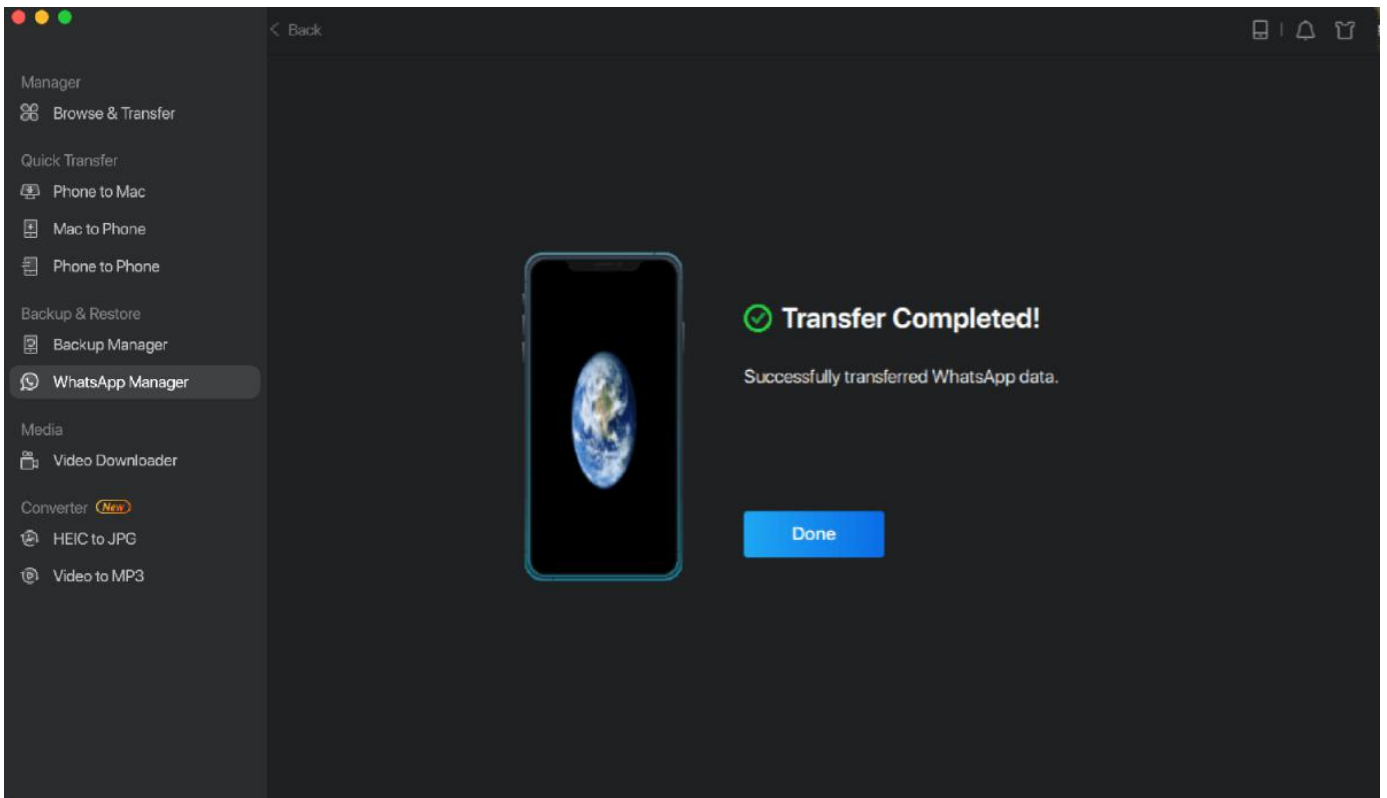 Back
Manager
Browse & Transfer
Quick Transfer
Phone to Mac
Mac to Phone
Phone to Phone
Backup & Restore
Backup Manager
WhatsApp Manager
Media
Video Downloader
Converter New
HEIC to JPG
Video to MP3
Transfer Completed!
Successfully transferred WhatsApp data.
Done